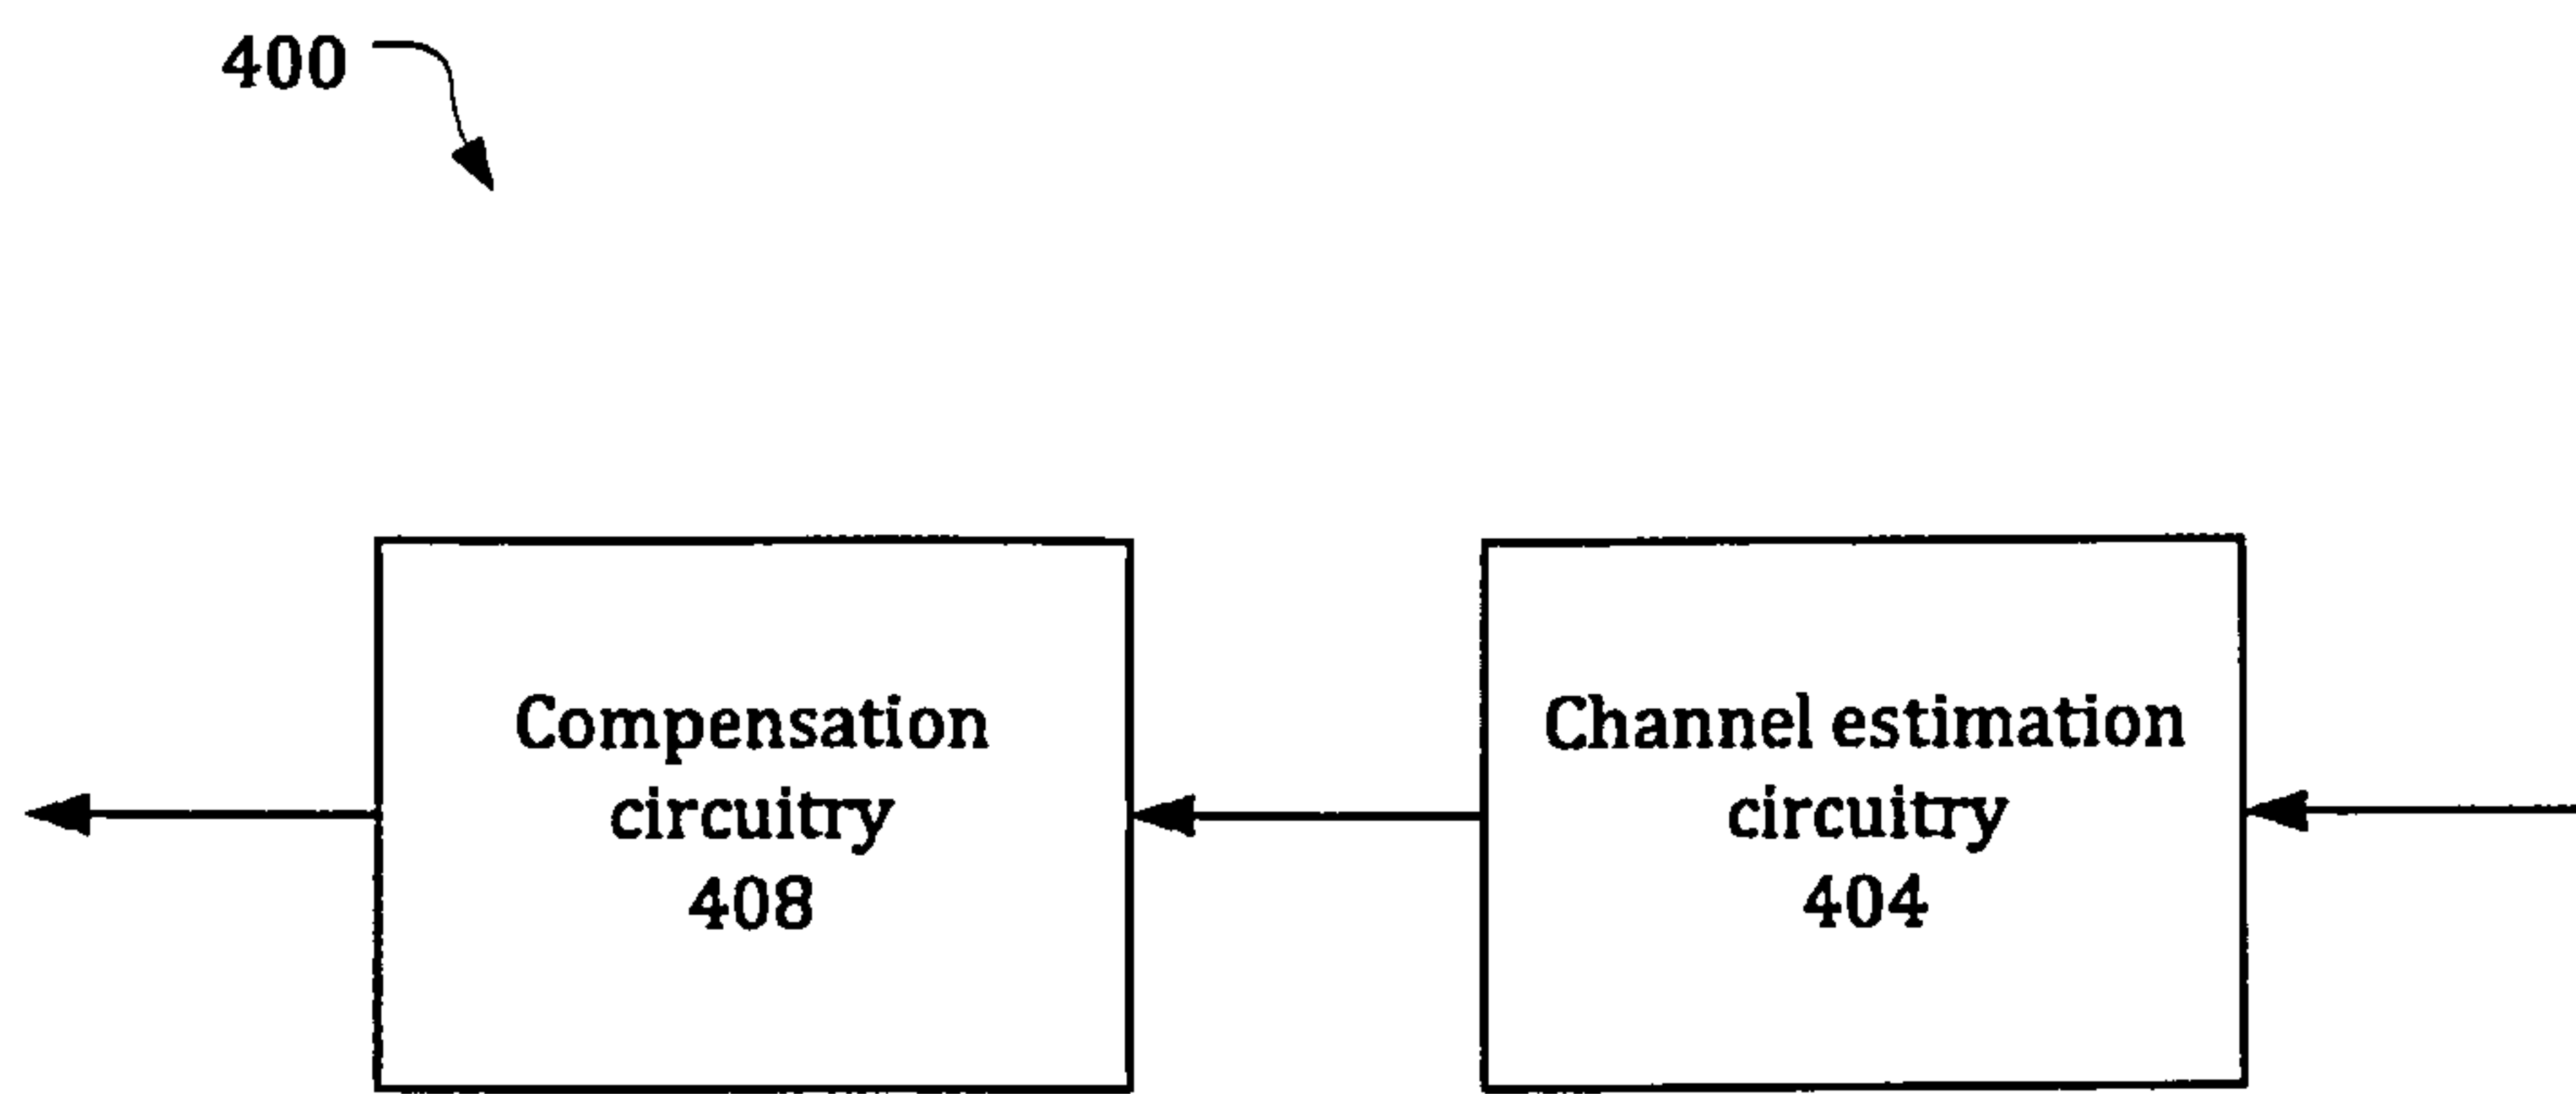 400
Compensation
circuitry
408
Channel estimation
circuitry
404